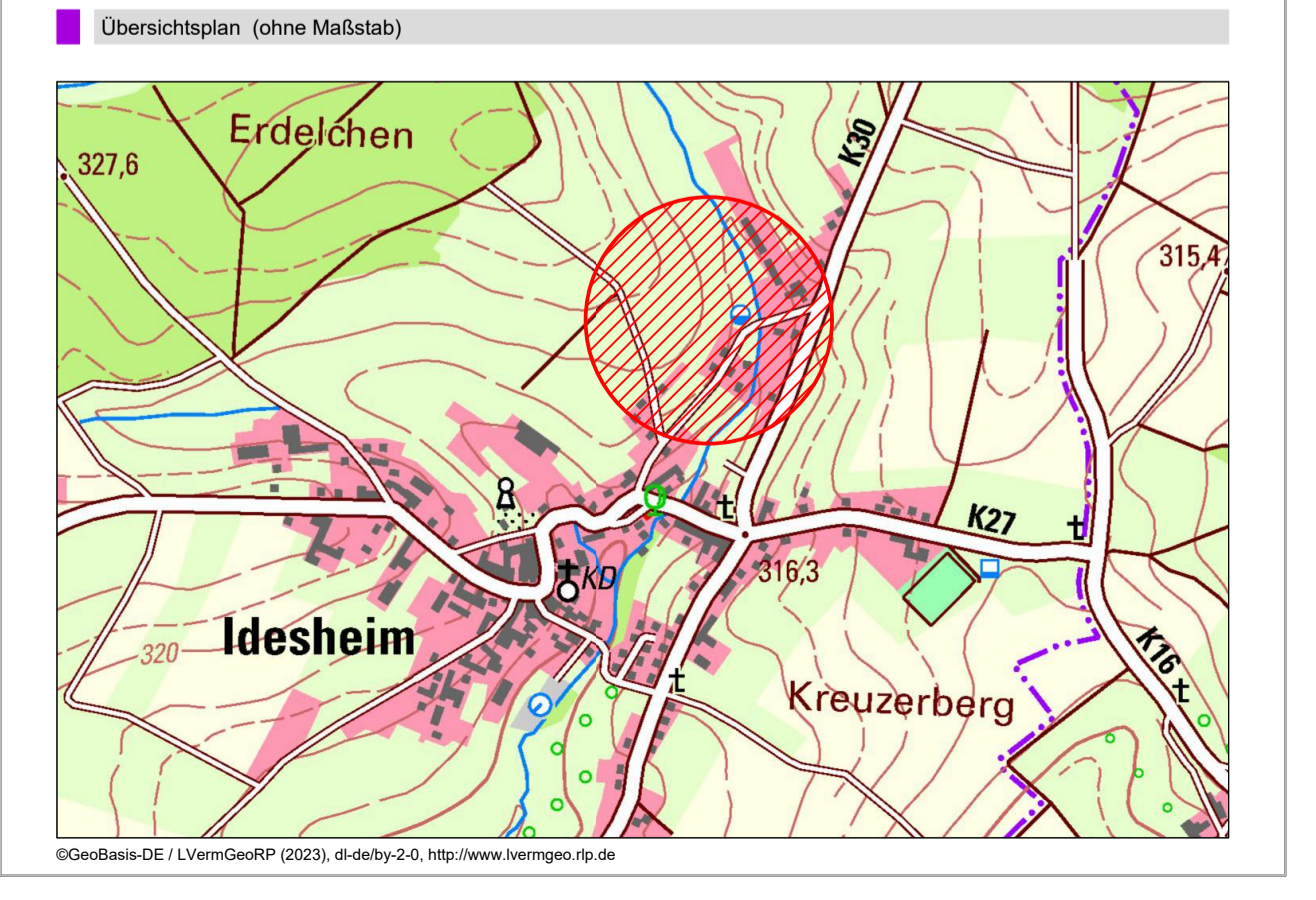 Übersichtsplan (ohne Maßstab)
Erdelchen
327,6
K30
315,4
K27
KD
316,3
Idesheim
320
K16
Kreuzerberg
©GeoBasis-DE / LVermGeoRP (2023), dl-de/by-2-0, http://www.lvermgeo.rlp.de